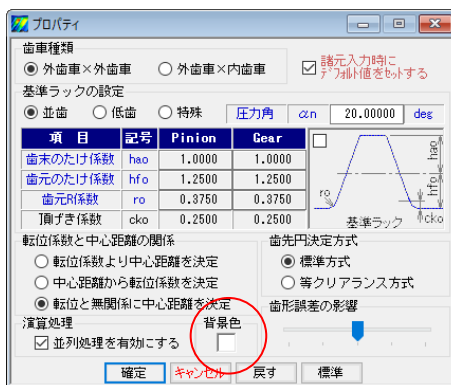 プロパティ
歯車種類
外歯車×外歯車 外歯車×内歯車
諸元入力時に
ﾃﾞﾌｫﾙﾄ値をｾｯﾄする
基準ラックの設定
並歯 低歯 特殊 圧力角 αn 20.00000 deg
項 目 記号 Pinion Gear
歯末のたけ係数 hao 1.0000 1.0000
歯元のたけ係数 hfo 1.2500 1.2500
歯元R係数 ro 0.3750 0.3750
頂げき係数 cko 0.2500 0.2500
hao
hfo
ro
cko
基準ラック
転位係数と中心距離の関係
転位係数より中心距離を決定
中心距離から転位係数を決定
転位と無関係に中心距離を決定
歯先円決定方式
標準方式
等クリアランス方式
演算処理
並列処理を有効にする
背景色
歯形誤差の影響
確定 キャンセル 戻す 標準